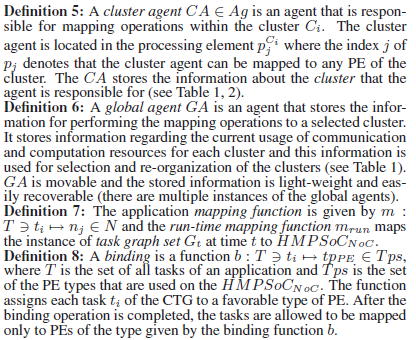 Definition 5: A cluster agent CA ∈ Ag is an agent that is respon-
sible for mapping operations within the cluster C_i. The cluster
agent is located in the processing element p_j^{C_i} where the index j of
p_j denotes that the cluster agent can be mapped to any PE of the
cluster. The CA stores the information about the cluster that the
agent is responsible for (see Table 1, 2).
Definition 6: A global agent GA is an agent that stores the infor-
mation for performing the mapping operations to a selected cluster.
It stores information regarding the current usage of communication
and computation resources for each cluster and this information is
used for selection and re-organization of the clusters (see Table 1).
GA is movable and the stored information is light-weight and eas-
ily recoverable (there are multiple instances of the global agents).
Definition 7: The application mapping function is given by m :
T ∋ t_i ↦ n_j ∈ N and the run-time mapping function m_{run} maps
the instance of task graph set G_t at time t to HMPSoC_{NoC}.
Definition 8: A binding is a function b : T ∋ t_i ↦ tp_{PE} ∈ Tps,
where T is the set of all tasks of an application and Tps is the set
of the PE types that are used on the HMPSoC_{NoC}. The function
assigns each task t_i of the CTG to a favorable type of PE. After the
binding operation is completed, the tasks are allowed to be mapped
only to PEs of the type given by the binding function b.